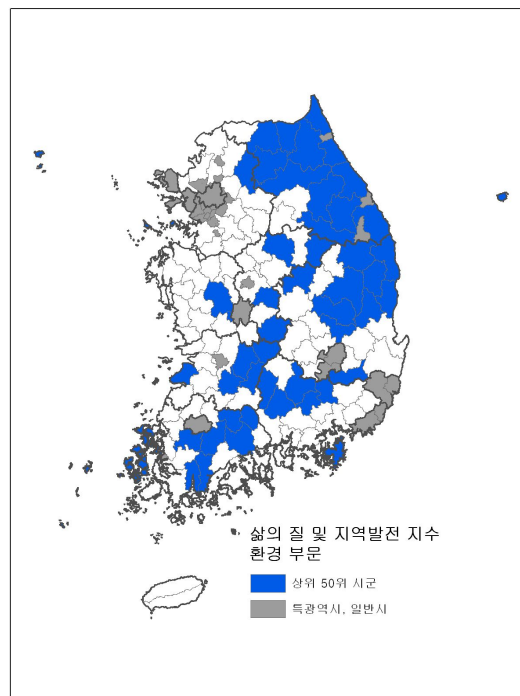 삶의 질 및 지역발전 지수
환경 부문
상위 50위 시군
특광역시, 일반시